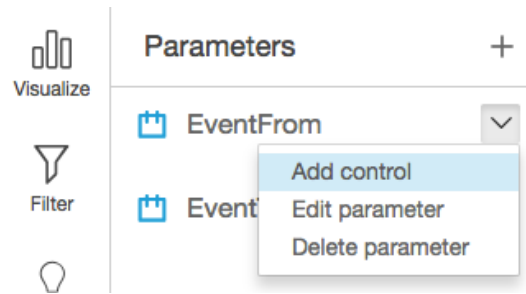 Parameters
Visualize
EventFrom
Add control
Filter
Event
Edit parameter
Delete parameter